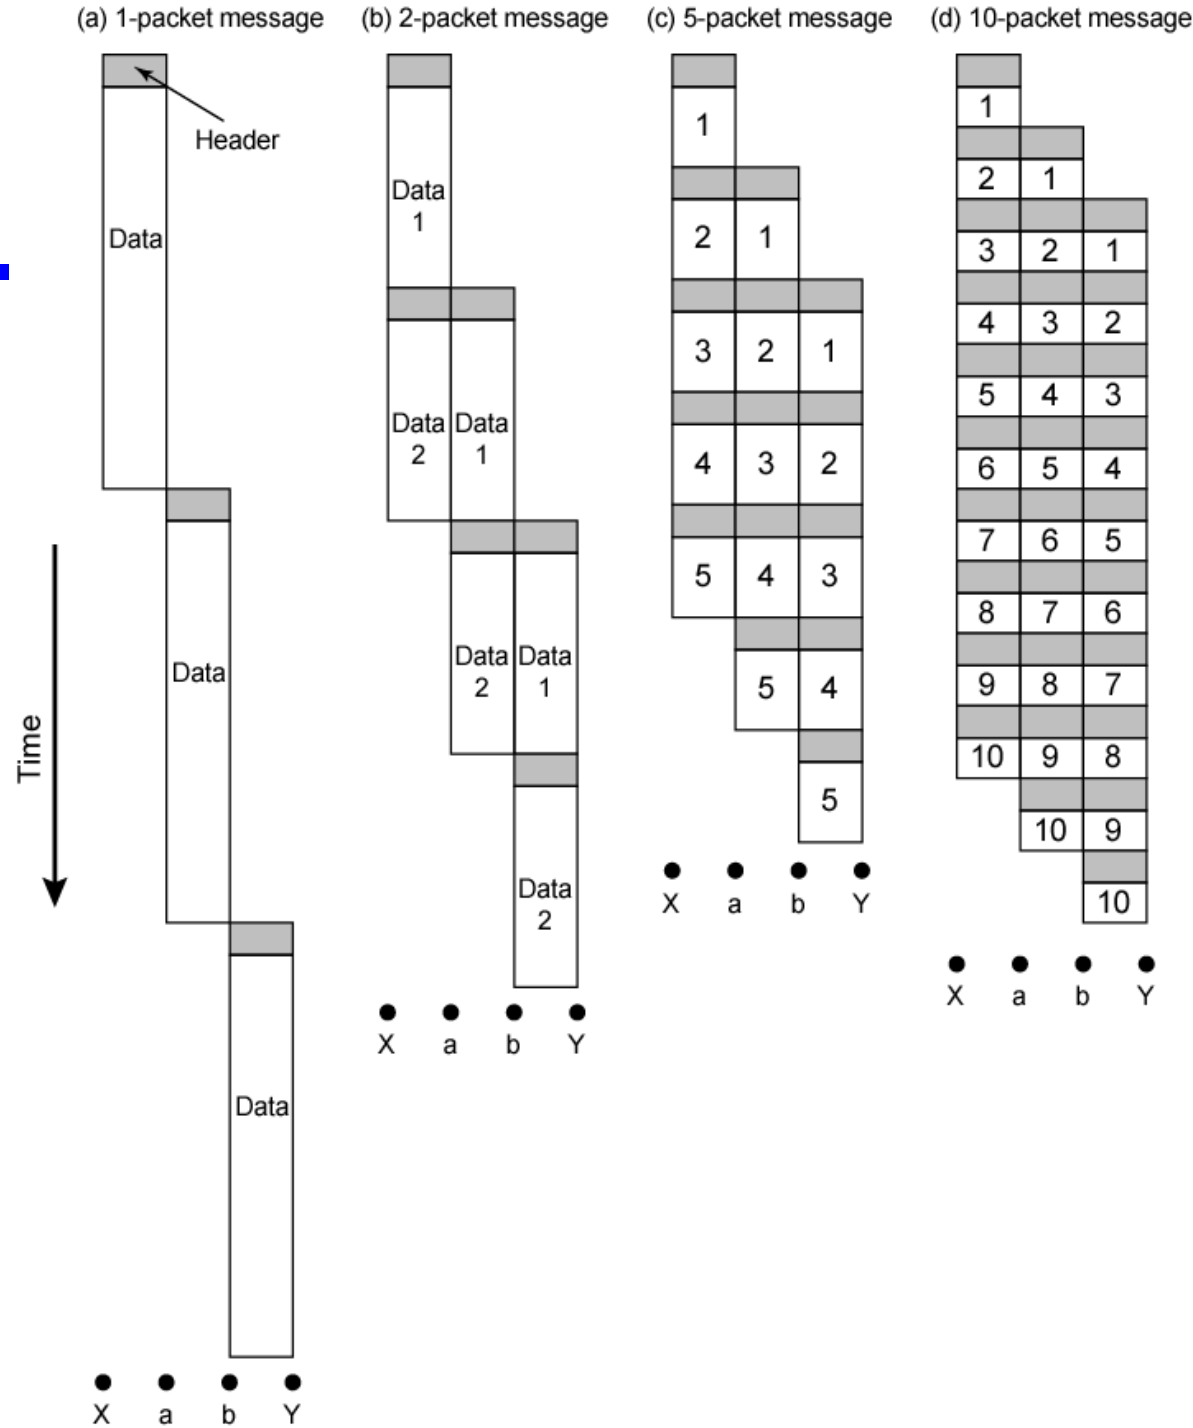 (a) 1-packet message
Header
Data
Data
Data
X a b Y
Time
(b) 2-packet message
Data
1
Data Data
2 1
Data Data
2 1
Data
2
X a b Y
(c) 5-packet message
1
2 1
3 2 1
4 3 2
5 4 3
5 4
5
X a b Y
(d) 10-packet message
1
2 1
3 2 1
4 3 2
5 4 3
6 5 4
7 6 5
8 7 6
9 8 7
10 9 8
10 9
10
X a b Y